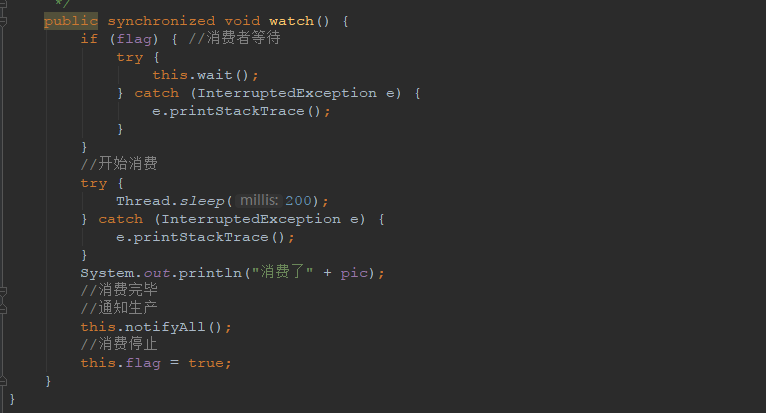 */
public synchronized void watch() {
if (flag) { //消费者等待
try {
this.wait();
} catch (InterruptedException e) {
e.printStackTrace();
}
}
//开始消费
try {
Thread.sleep( millis: 200);
} catch (InterruptedException e) {
e.printStackTrace();
}
System.out.println("消费了" + pic);
//消费完毕
//通知生产
this.notifyAll();
//消费停止
this.flag = true;
}
}